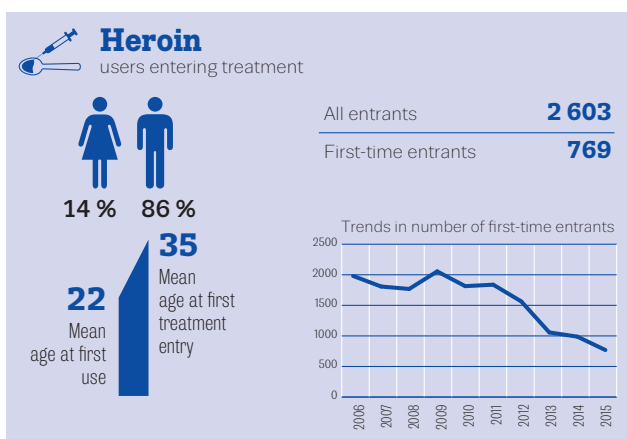 Heroin
users entering treatment
All entrants 2 603
First-time entrants 769
14 % 86 %
35
Mean
age at first
treatment
entry
22
Mean
age at first
use
Trends in number of first-time entrants
2500
2000
1500
1000
500
0
2006 2007 2008 2009 2010 2011 2012 2013 2014 2015